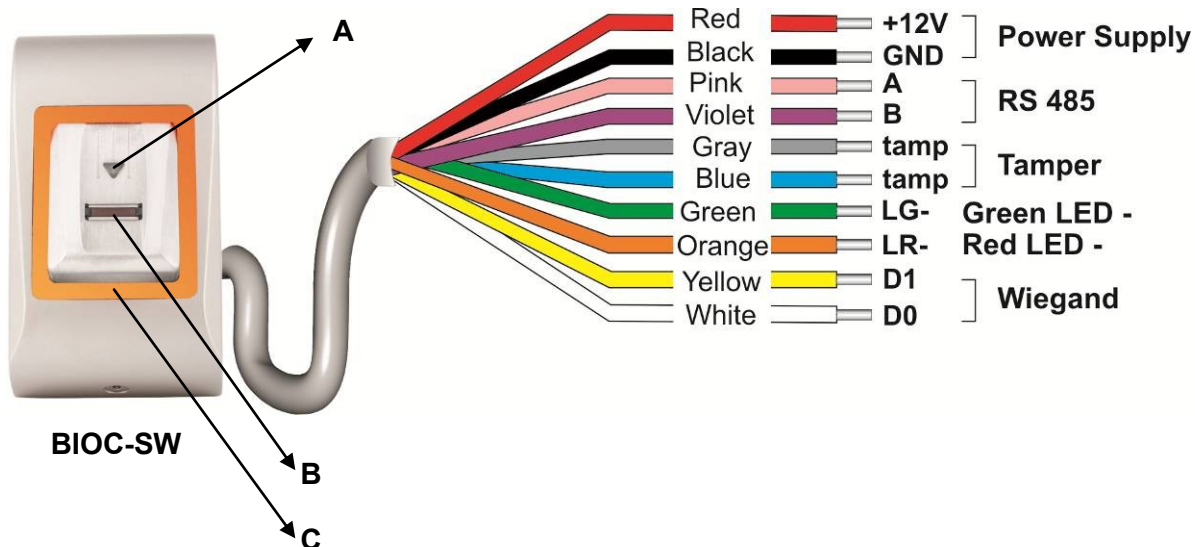 A
Red +12V
Power Supply
Black GND
Pink A
RS 485
Violet B
Gray tamp
Tamper
Blue tamp
Green LG- Green LED -
Orange LR- Red LED -
Yellow D1
Wiegand
White D0
BIOC-SW
B
C